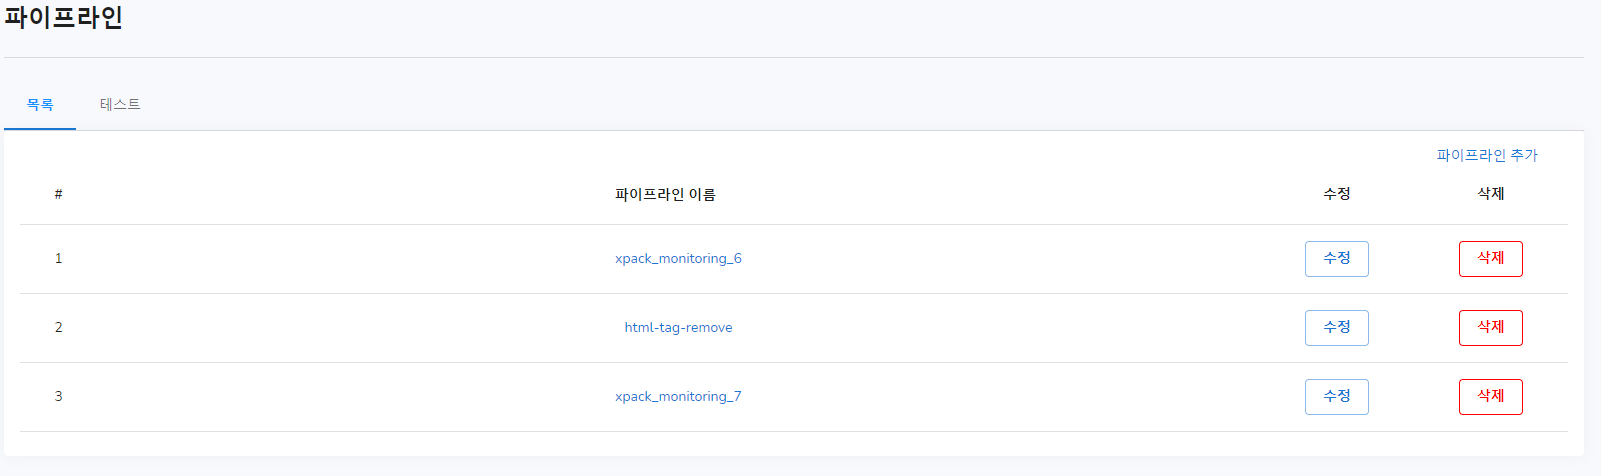 파이프라인
목록 테스트
파이프라인 추가
# 파이프라인 이름 수정 삭제
1 xpack_monitoring_6 수정 삭제
2 html-tag-remove 수정 삭제
3 xpack_monitoring_7 수정 삭제